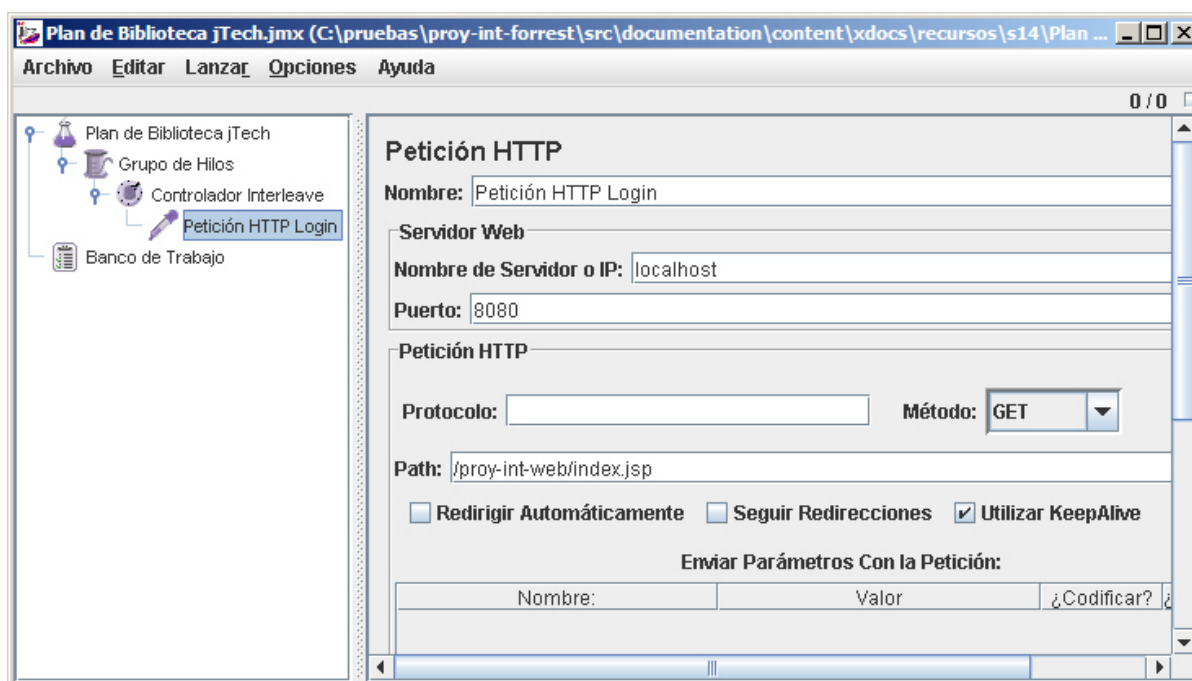 Plan de Biblioteca jTech.jmx (C:\pruebas\proy-int-forrest\src\documentation\content\xdocs\recursos\s14\Plan ...
Archivo Editar Lanzar Opciones Ayuda
0 / 0
Plan de Biblioteca jTech
Grupo de Hilos
Controlador Interleave
Petición HTTP Login
Banco de Trabajo
Petición HTTP
Nombre: Petición HTTP Login
Servidor Web
Nombre de Servidor o IP: localhost
Puerto: 8080
Petición HTTP
Protocolo: Método: GET
Path: /proy-int-web/index.jsp
Redirigir Automáticamente Seguir Redirecciones Utilizar KeepAlive
Enviar Parámetros Con la Petición:
Nombre: Valor ¿Codificar? ¿